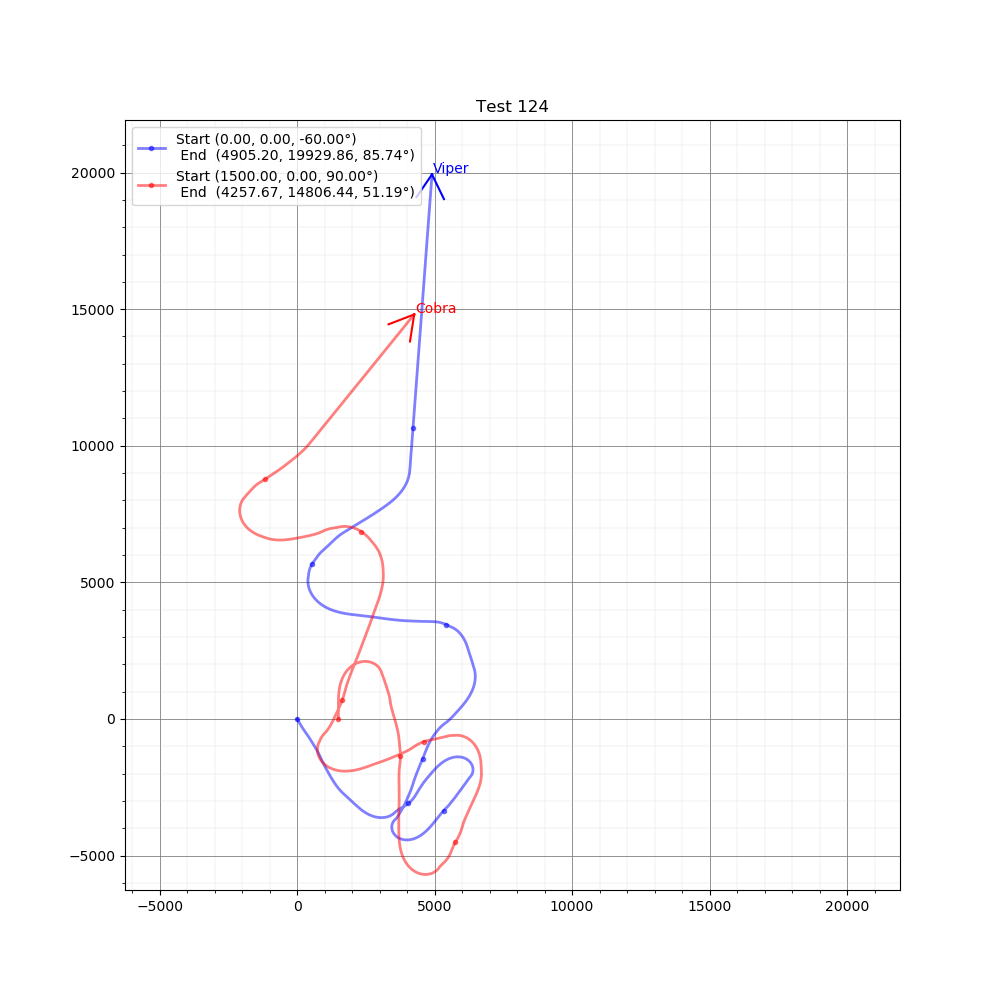 Test 124
Start (0.00, 0.00, -60.00°)
End (4905.20, 19929.86, 85.74°)
Start (1500.00, 0.00, 90.00°)
End (4257.67, 14806.44, 51.19°)
Viper
Cobra
20000
15000
10000
5000
0
−5000
−5000
0
5000
10000
15000
20000